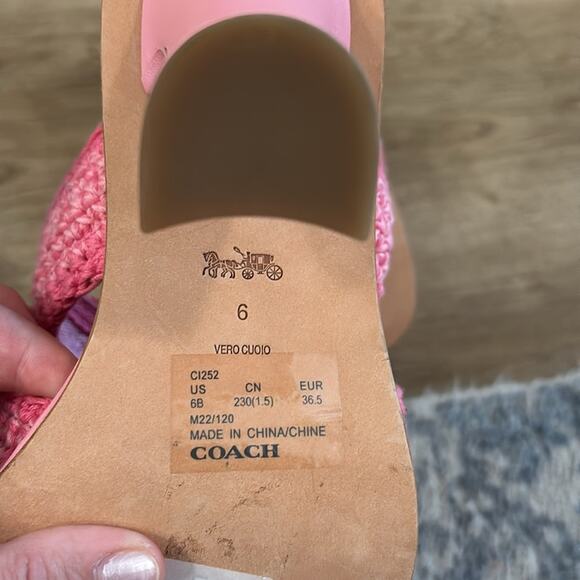 6
VERO CUOIO
CI252
US CN EUR
6B 230(1.5) 36.5
M22/120
MADE IN CHINA/CHINE
COACH